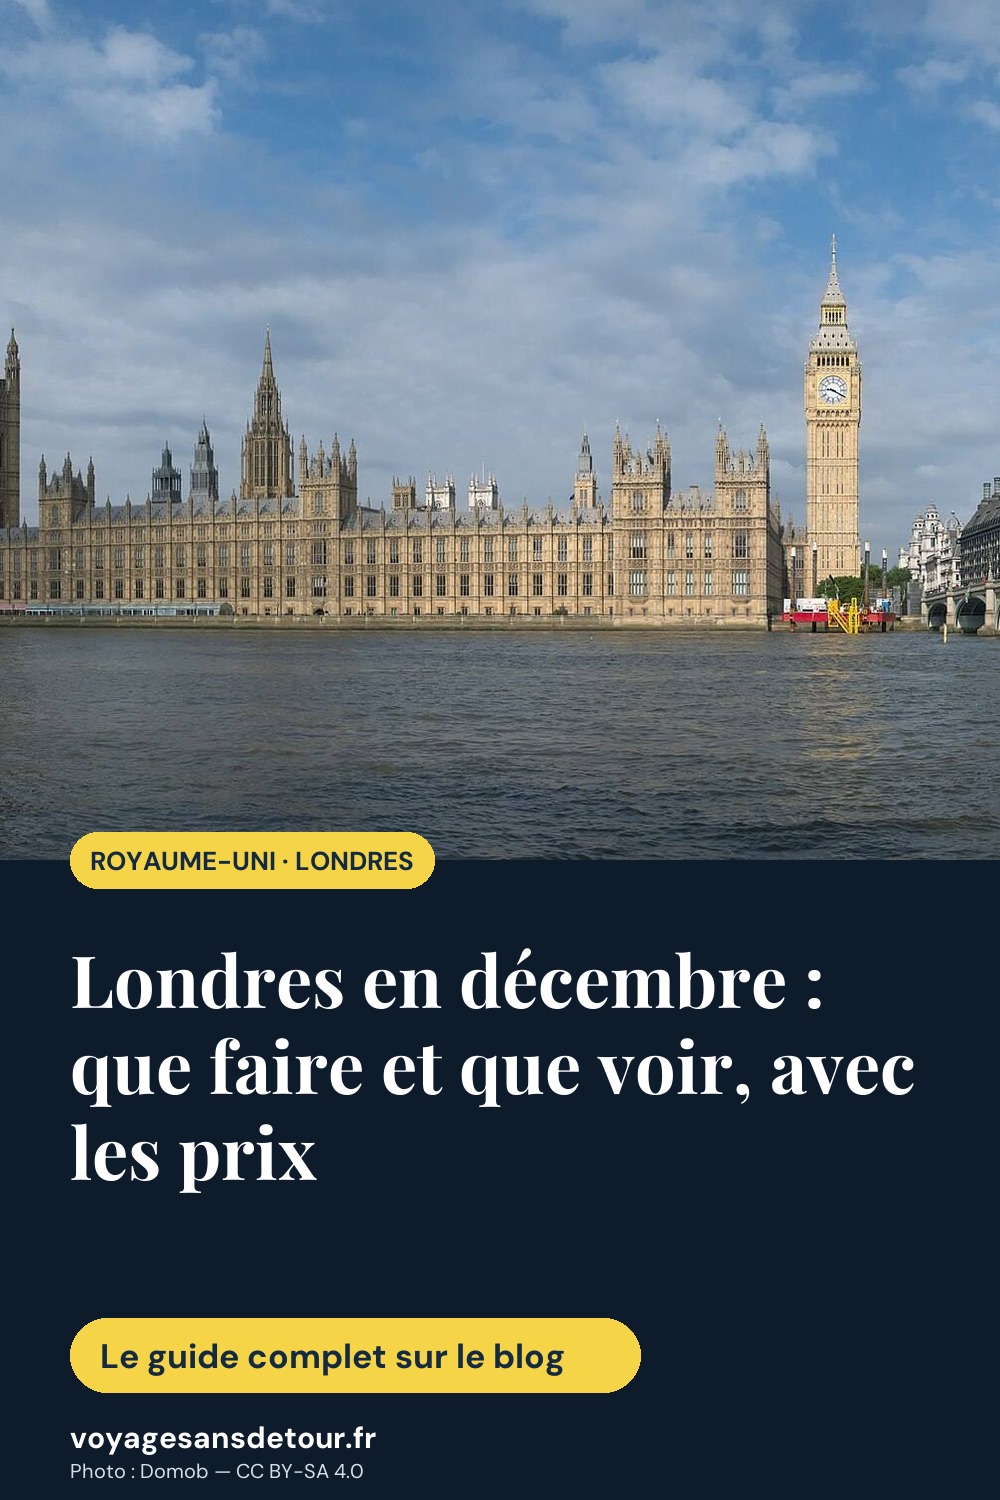 ROYAUME-UNI · LONDRES
Londres en décembre :
que faire et que voir, avec
les prix
Le guide complet sur le blog
voyagesansdetour.fr
Photo : Domob — CC BY-SA 4.0